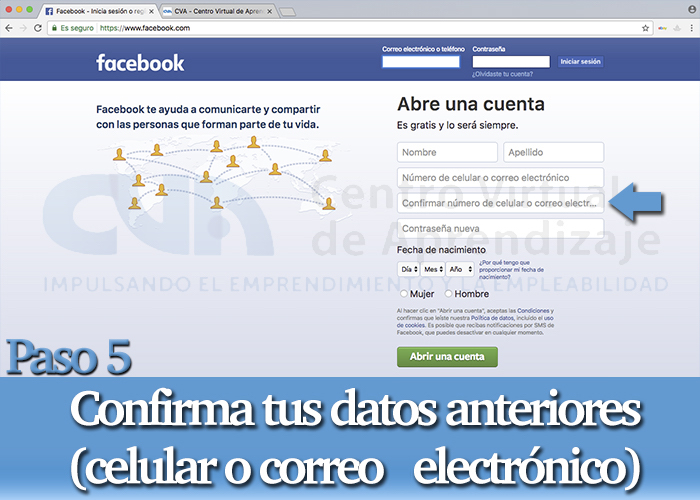 Facebook - Inicia sesión o regi
CVA - Centro Virtual de Aprend
Es seguro
https://www.facebook.com
facebook
Correo electrónico o teléfono
Contraseña
Iniciar sesión
¿Olvidaste tu cuenta?
Facebook te ayuda a comunicarte y compartir
con las personas que forman parte de tu vida.
Abre una cuenta
Es gratis y lo será siempre.
Nombre
Apellido
Número de celular o correo electrónico
Confirmar número de celular o correo electr...
Contraseña nueva
Fecha de nacimiento
Día Mes Año
¿Por qué tengo que
proporcionar mi fecha de
nacimiento?
Mujer Hombre
Al hacer clic en "Abrir una cuenta", aceptas las Condiciones y
confirmas que leíste nuestra Política de datos, incluido el uso
de cookies. Es posible que recibas notificaciones por SMS de
Facebook, que puedes desactivar en cualquier momento.
Abrir una cuenta
CVA
Centro Virtual
de Aprendizaje
IMPULSANDO EL EMPRENDIMIENTO Y LA EMPLEABILIDAD
Paso 5
Confirma tus datos anteriores
(celular o correo electrónico)